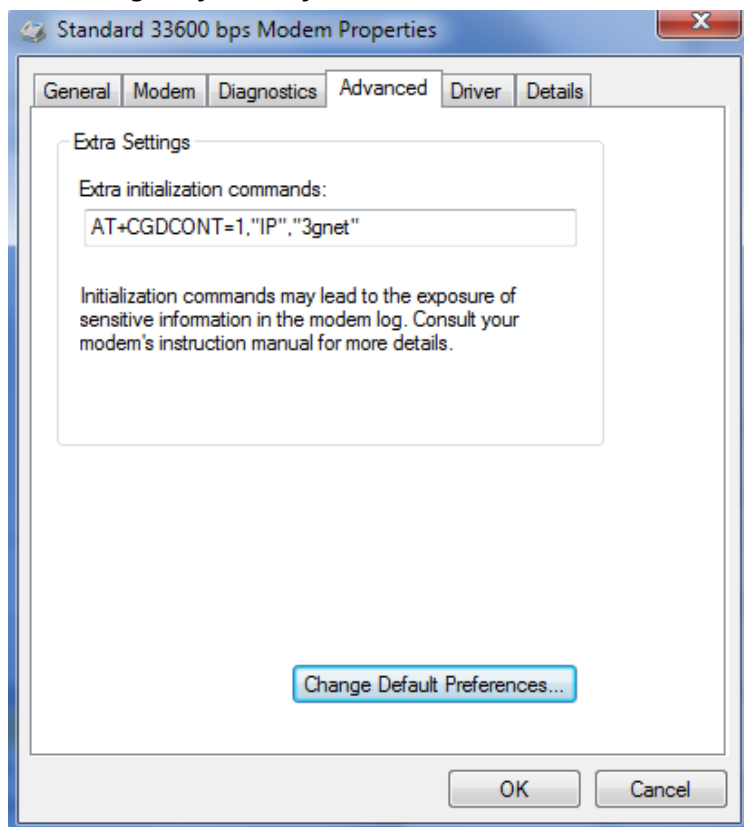 Standard 33600 bps Modem Properties
General Modem Diagnostics Advanced Driver Details
Extra Settings
Extra initialization commands:
AT+CGDCONT=1,"IP","3gnet"
Initialization commands may lead to the exposure of
sensitive information in the modem log. Consult your
modem's instruction manual for more details.
Change Default Preferences...
OK Cancel